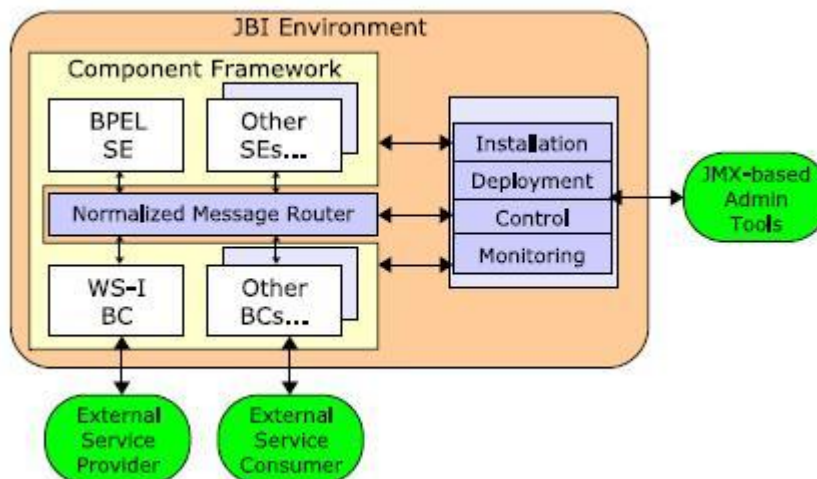 JBI Environment
Component Framework
BPEL
SE
Other
SEs...
Normalized Message Router
WS-I
BC
Other
BCs...
Installation
Deployment
Control
Monitoring
JMX-based
Admin
Tools
External
Service
Provider
External
Service
Consumer